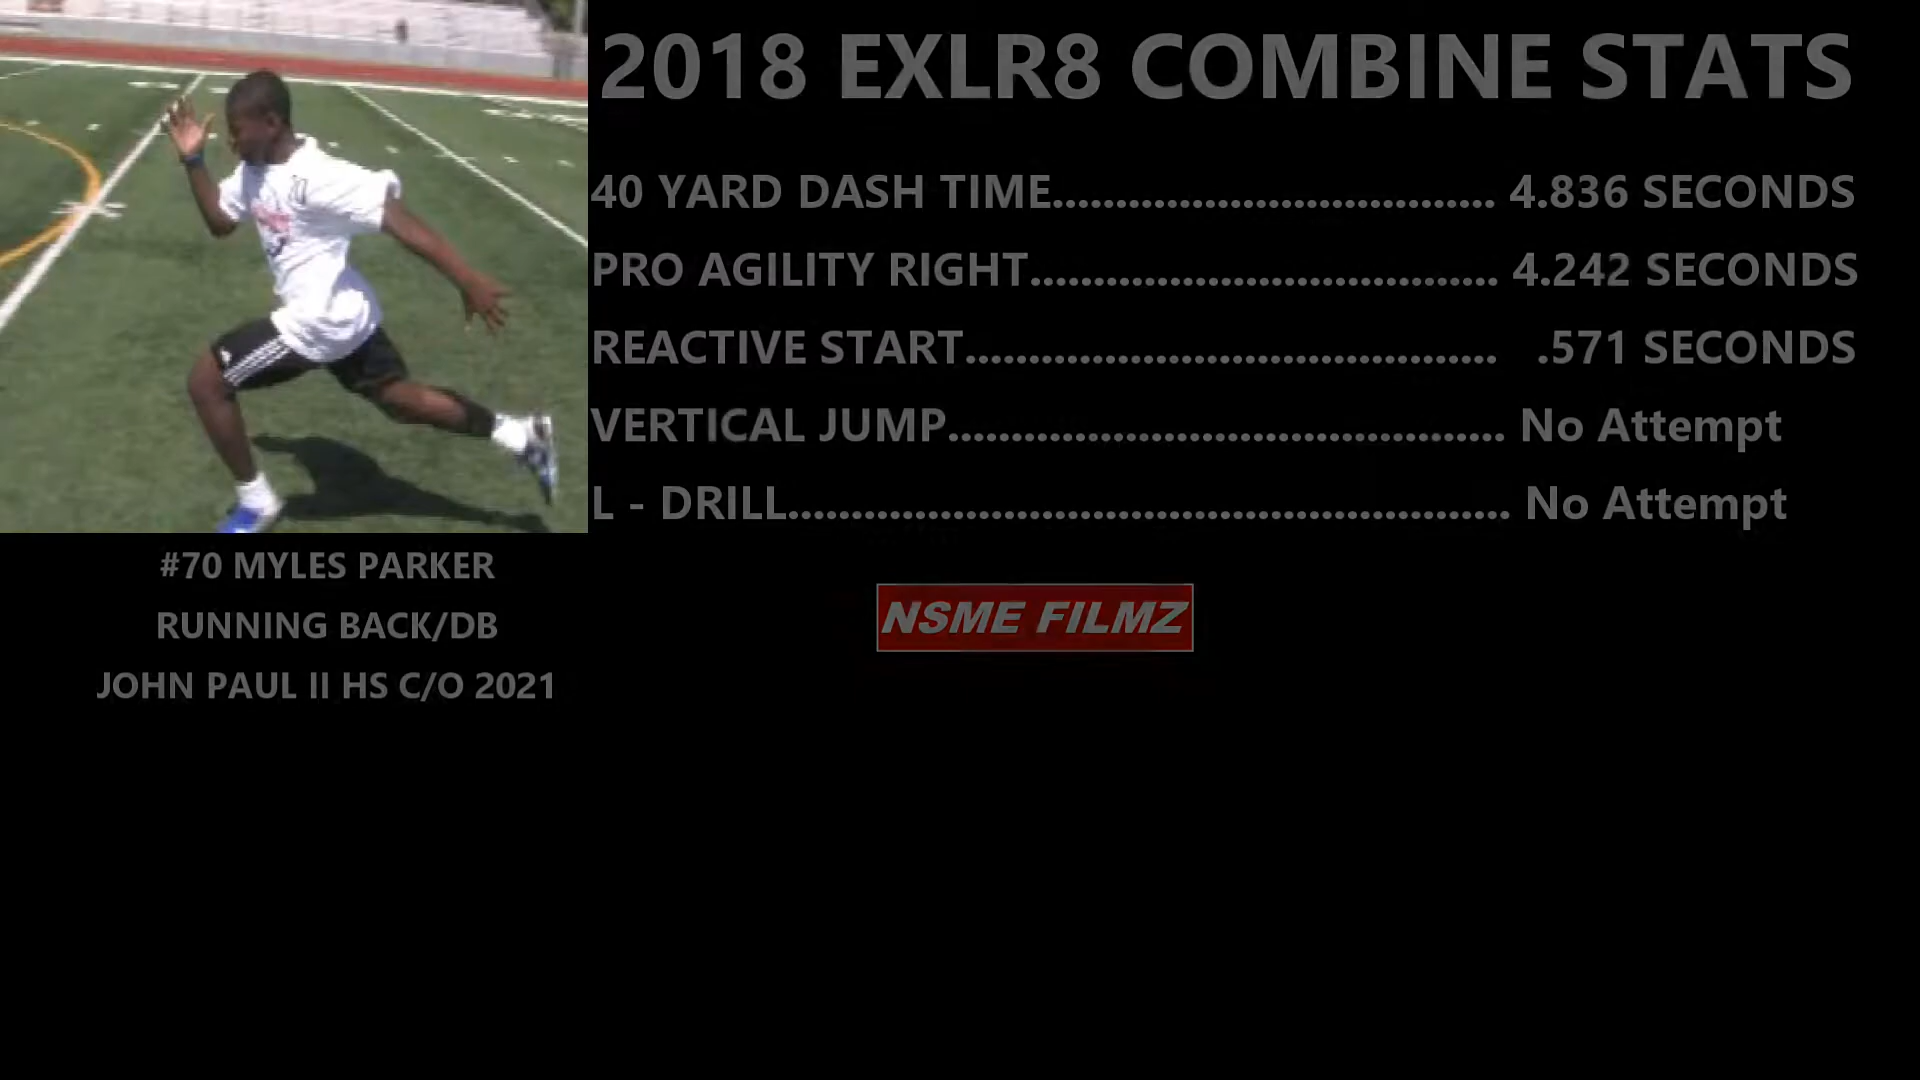 2018 EXLR8 COMBINE STATS
40 YARD DASH TIME................................... 4.836 SECONDS
PRO AGILITY RIGHT..................................... 4.242 SECONDS
REACTIVE START.......................................... .571 SECONDS
VERTICAL JUMP............................................ No Attempt
L - DRILL......................................................... No Attempt
#70 MYLES PARKER
RUNNING BACK/DB
JOHN PAUL II HS C/O 2021
NSME FILMZ